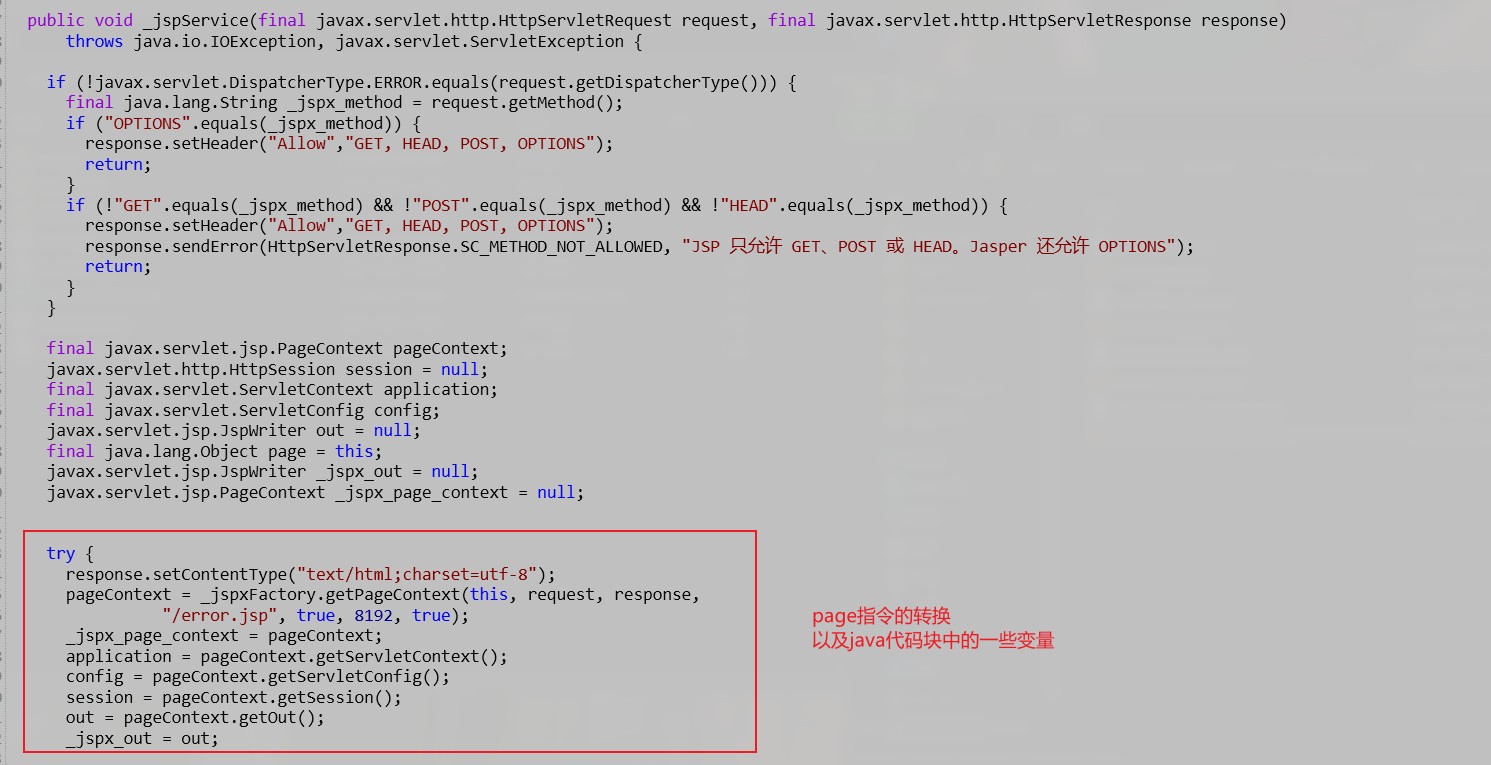 public void _jspService(final javax.servlet.http.HttpServletRequest request, final javax.servlet.http.HttpServletResponse response)
throws java.io.IOException, javax.servlet.ServletException {
if (!javax.servlet.DispatcherType.ERROR.equals(request.getDispatcherType())) {
final java.lang.String _jspx_method = request.getMethod();
if ("OPTIONS".equals(_jspx_method)) {
response.setHeader("Allow","GET, HEAD, POST, OPTIONS");
return;
}
if (!"GET".equals(_jspx_method) && !"POST".equals(_jspx_method) && !"HEAD".equals(_jspx_method)) {
response.setHeader("Allow","GET, HEAD, POST, OPTIONS");
response.sendError(HttpServletResponse.SC_METHOD_NOT_ALLOWED, "JSP 只允许 GET、POST 或 HEAD。Jasper 还允许 OPTIONS");
return;
}
}
final javax.servlet.jsp.PageContext pageContext;
javax.servlet.http.HttpSession session = null;
final javax.servlet.ServletContext application;
final javax.servlet.ServletConfig config;
javax.servlet.jsp.JspWriter out = null;
final java.lang.Object page = this;
javax.servlet.jsp.JspWriter _jspx_out = null;
javax.servlet.jsp.PageContext _jspx_page_context = null;
try {
response.setContentType("text/html;charset=utf-8");
pageContext = _jspxFactory.getPageContext(this, request, response,
"/error.jsp", true, 8192, true);
_jspx_page_context = pageContext;
application = pageContext.getServletContext();
config = pageContext.getServletConfig();
session = pageContext.getSession();
out = pageContext.getOut();
_jspx_out = out;
page指令的转换
以及java代码块中的一些变量